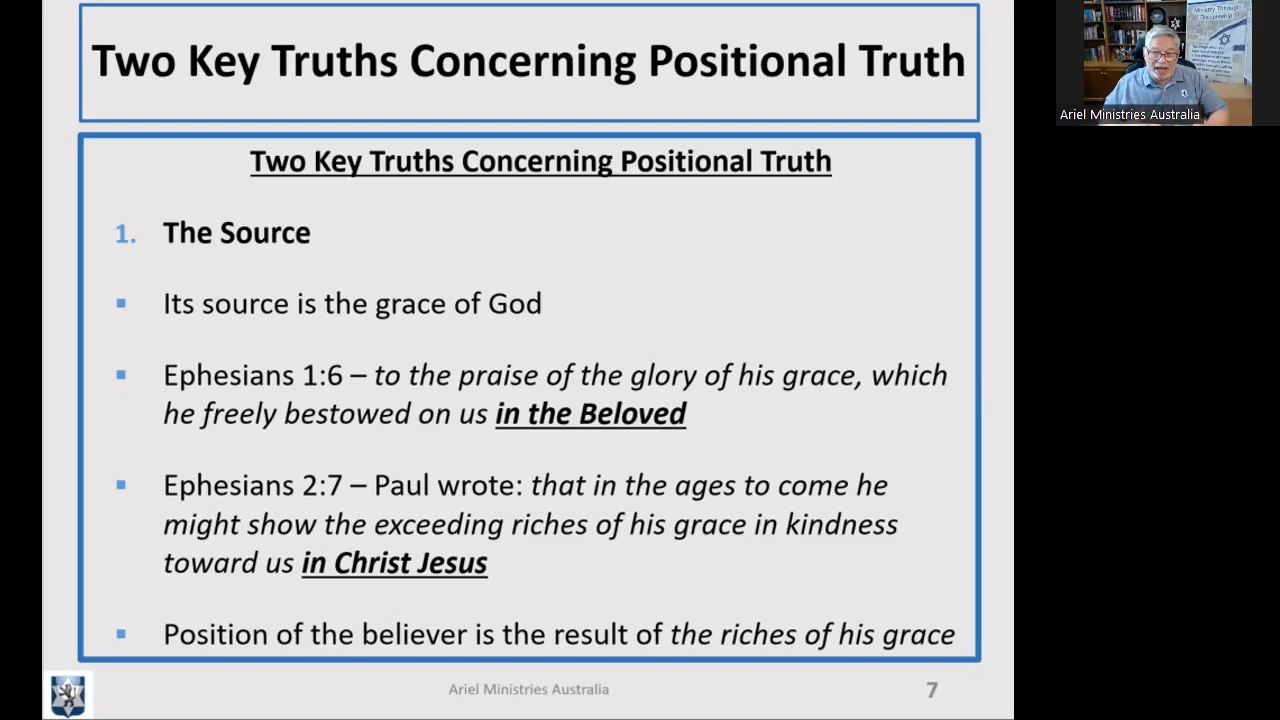 Two Key Truths Concerning Positional Truth
Two Key Truths Concerning Positional Truth
1. The Source
▪ Its source is the grace of God
▪ Ephesians 1:6 – to the praise of the glory of his grace, which
he freely bestowed on us in the Beloved
▪ Ephesians 2:7 – Paul wrote: that in the ages to come he
might show the exceeding riches of his grace in kindness
toward us in Christ Jesus
▪ Position of the believer is the result of the riches of his grace
Ariel Ministries Australia
7
Ministry Through
Discipleship
Ariel Ministries Australia